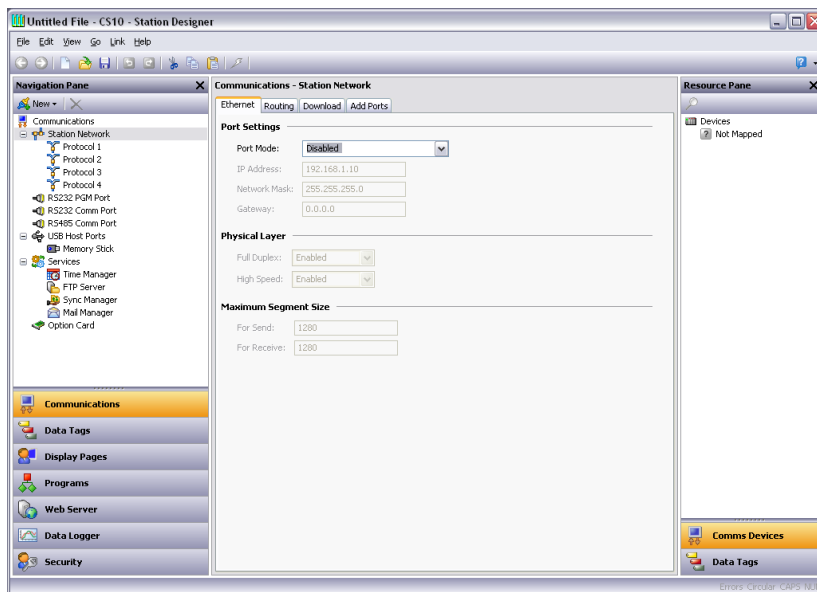 Untitled File - CS10 - Station Designer
File Edit View Go Link Help
Navigation Pane
New
Communications
Station Network
Protocol 1
Protocol 2
Protocol 3
Protocol 4
RS232 PGM Port
RS232 Comm Port
RS485 Comm Port
USB Host Ports
Memory Stick
Services
Time Manager
FTP Server
Sync Manager
Mail Manager
Option Card
Communications
Data Tags
Display Pages
Programs
Web Server
Data Logger
Security
Communications - Station Network
Ethernet Routing Download Add Ports
Port Settings
Port Mode: Disabled
IP Address: 192.168.1.10
Network Mask: 255.255.255.0
Gateway: 0.0.0.0
Physical Layer
Full Duplex: Enabled
High Speed: Enabled
Maximum Segment Size
For Send: 1280
For Receive: 1280
Resource Pane
Devices
Not Mapped
Comms Devices
Data Tags
Errors Circular CAPS